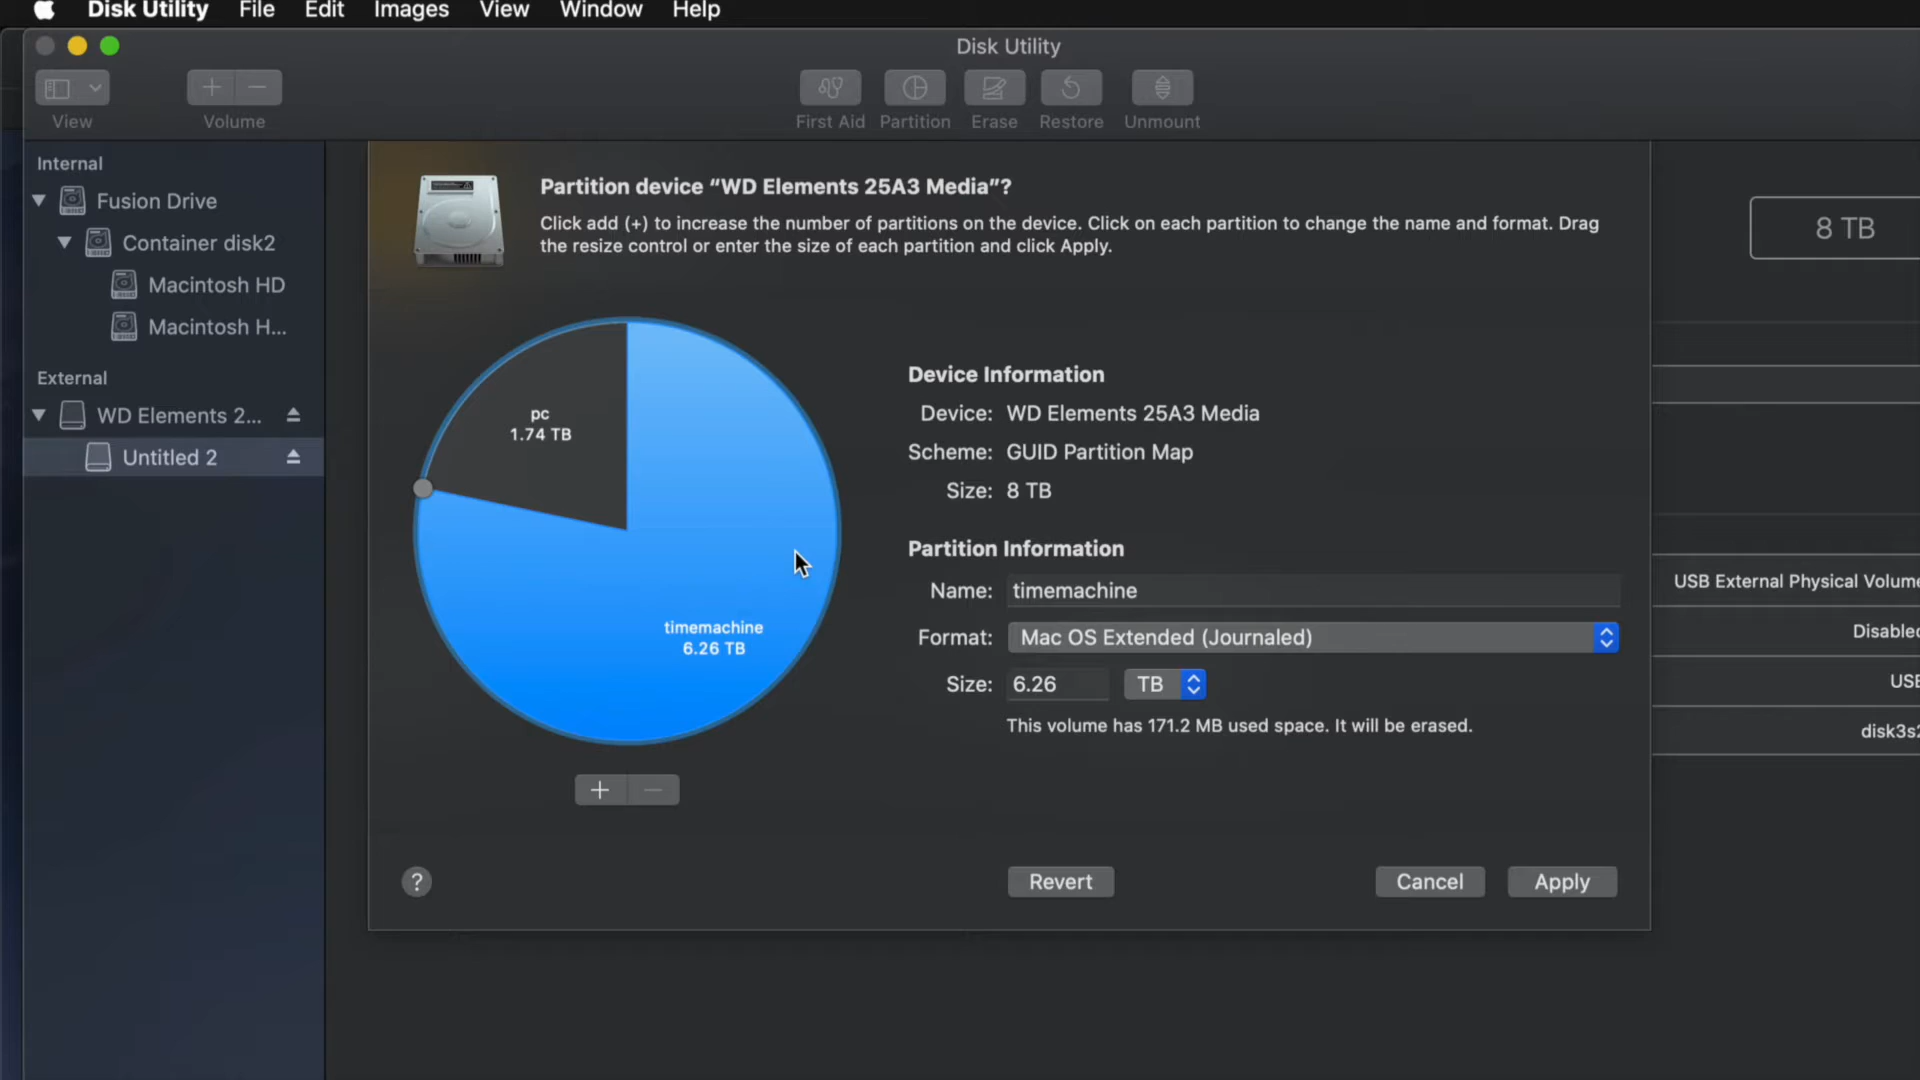 Disk Utility File Edit Images View Window Help
Disk Utility
View
Volume
First Aid
Partition
Erase
Restore
Unmount
Internal
Fusion Drive
Container disk2
Macintosh HD
Macintosh H...
External
WD Elements 2...
Untitled 2
Partition device “WD Elements 25A3 Media”?
Click add (+) to increase the number of partitions on the device. Click on each partition to change the name and format. Drag
the resize control or enter the size of each partition and click Apply.
pc
1.74 TB
timemachine
6.26 TB
Device Information
Device: WD Elements 25A3 Media
Scheme: GUID Partition Map
Size: 8 TB
Partition Information
Name: timemachine
Format: Mac OS Extended (Journaled)
Size: 6.26 TB
This volume has 171.2 MB used space. It will be erased.
+ −
?
Revert
Cancel
Apply
8 TB
USB External Physical Volume
Disabled
USB
disk3s2